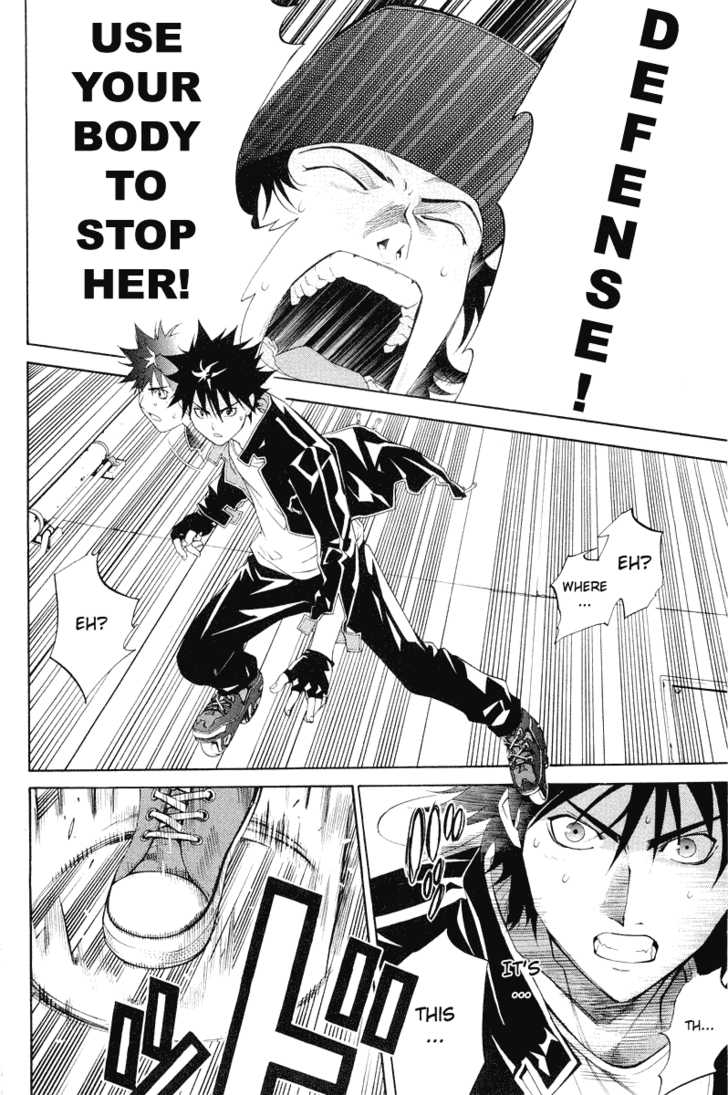 DEFENSE!
USE
YOUR
BODY
TO
STOP
HER!
EH?
WHERE
...
EH?
TH...
IT'S
...
THIS
...